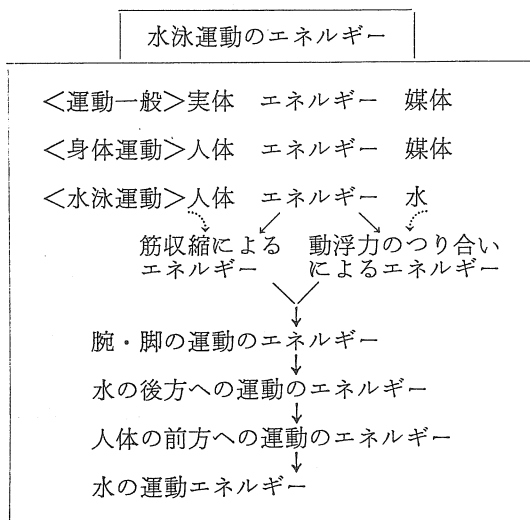 水泳運動のエネルギー
＜運動一般＞実体　エネルギー　媒体
＜身体運動＞人体　エネルギー　媒体
＜水泳運動＞人体　エネルギー　水
筋収縮による　動浮力のつり合い
エネルギー　によるエネルギー
腕・脚の運動のエネルギー
水の後方への運動のエネルギー
人体の前方への運動のエネルギー
水の運動エネルギー